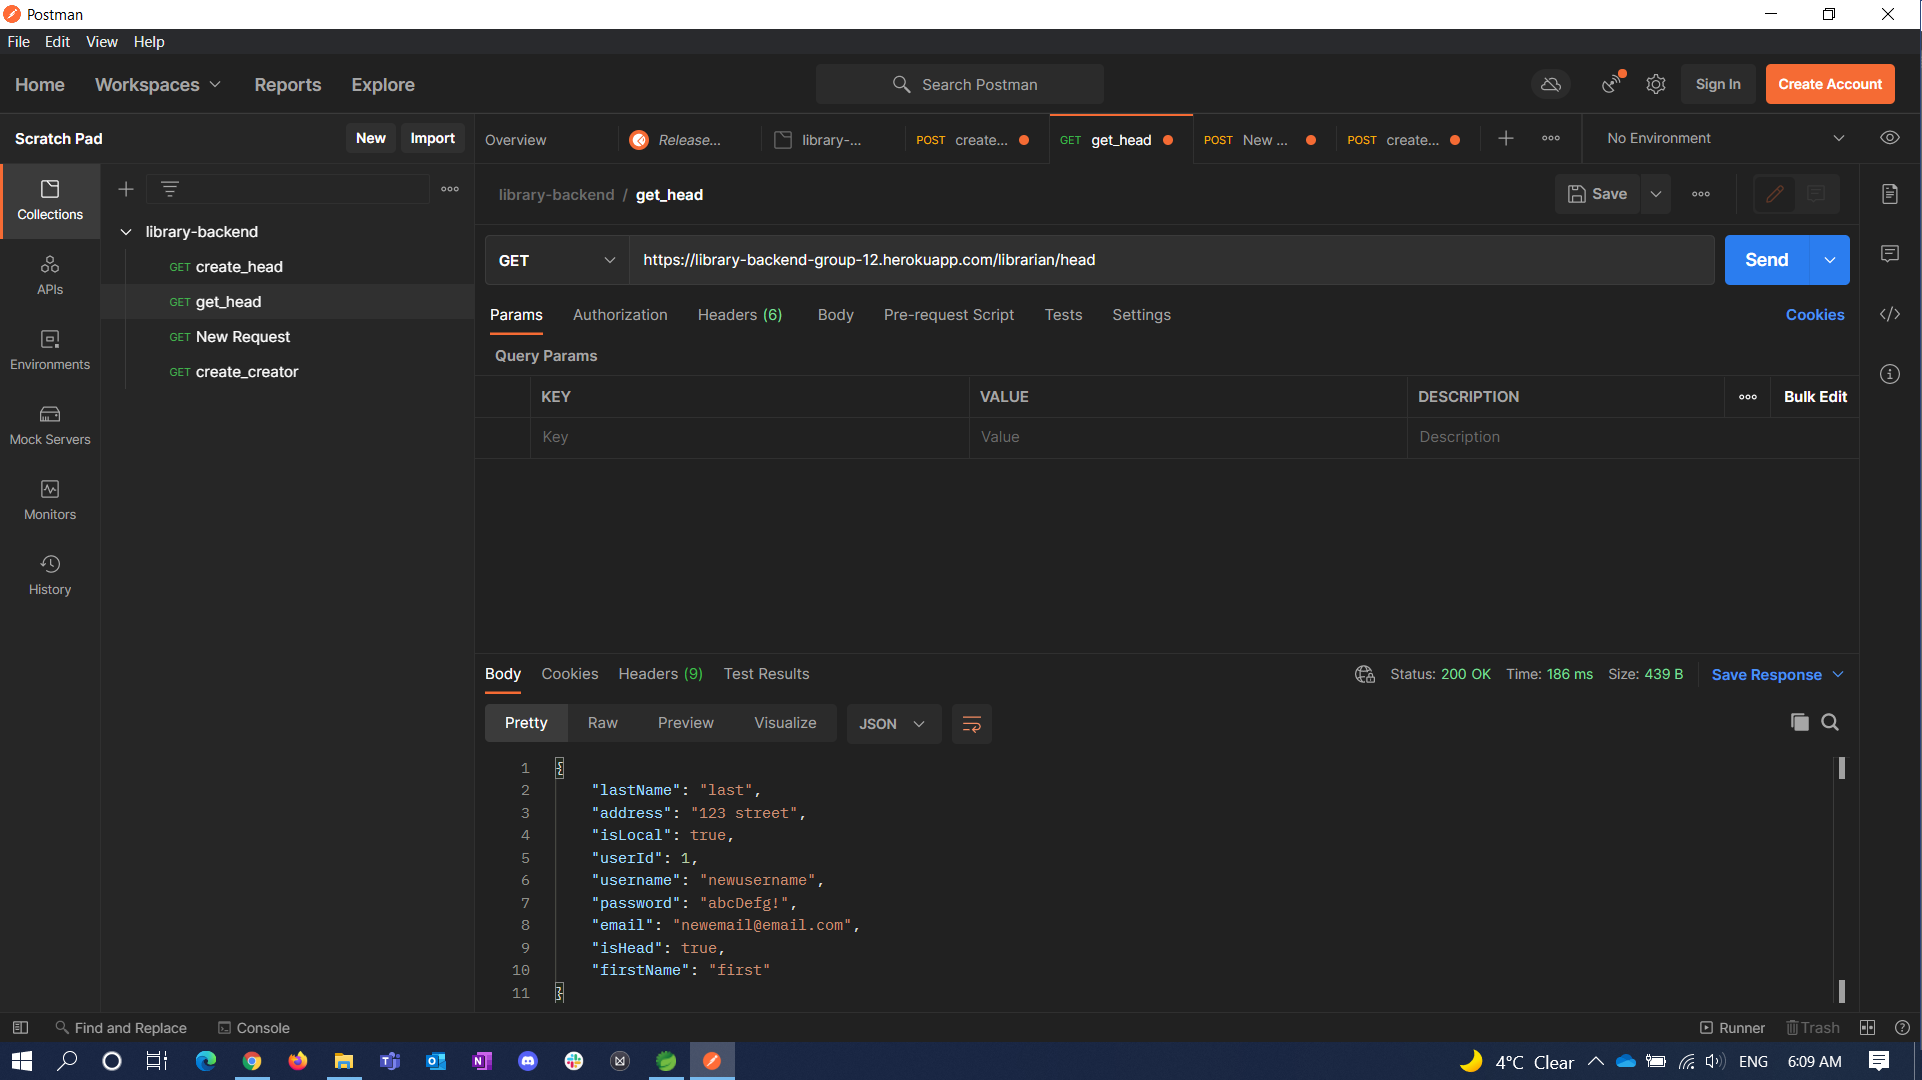 Postman
File Edit View Help
Home Workspaces Reports Explore Search Postman Sign In Create Account
Scratch Pad New Import Overview Release... library-... POST create... GET get_head POST New ... POST create... No Environment
Collections
APIs
Environments
Mock Servers
Monitors
History
library-backend
GET create_head
GET get_head
GET New Request
GET create_creator
library-backend / get_head Save
GET https://library-backend-group-12.herokuapp.com/librarian/head Send
Params Authorization Headers (6) Body Pre-request Script Tests Settings Cookies
Query Params
KEY VALUE DESCRIPTION Bulk Edit
Key Value Description
Body Cookies Headers (9) Test Results Status: 200 OK Time: 186 ms Size: 439 B Save Response
Pretty Raw Preview Visualize JSON
1 {
2 "lastName": "last",
3 "address": "123 street",
4 "isLocal": true,
5 "userId": 1,
6 "username": "newusername",
7 "password": "abcDefg!",
8 "email": "newemail@email.com",
9 "isHead": true,
10 "firstName": "first"
11 }
Find and Replace Console Runner Trash
4°C Clear ENG 6:09 AM